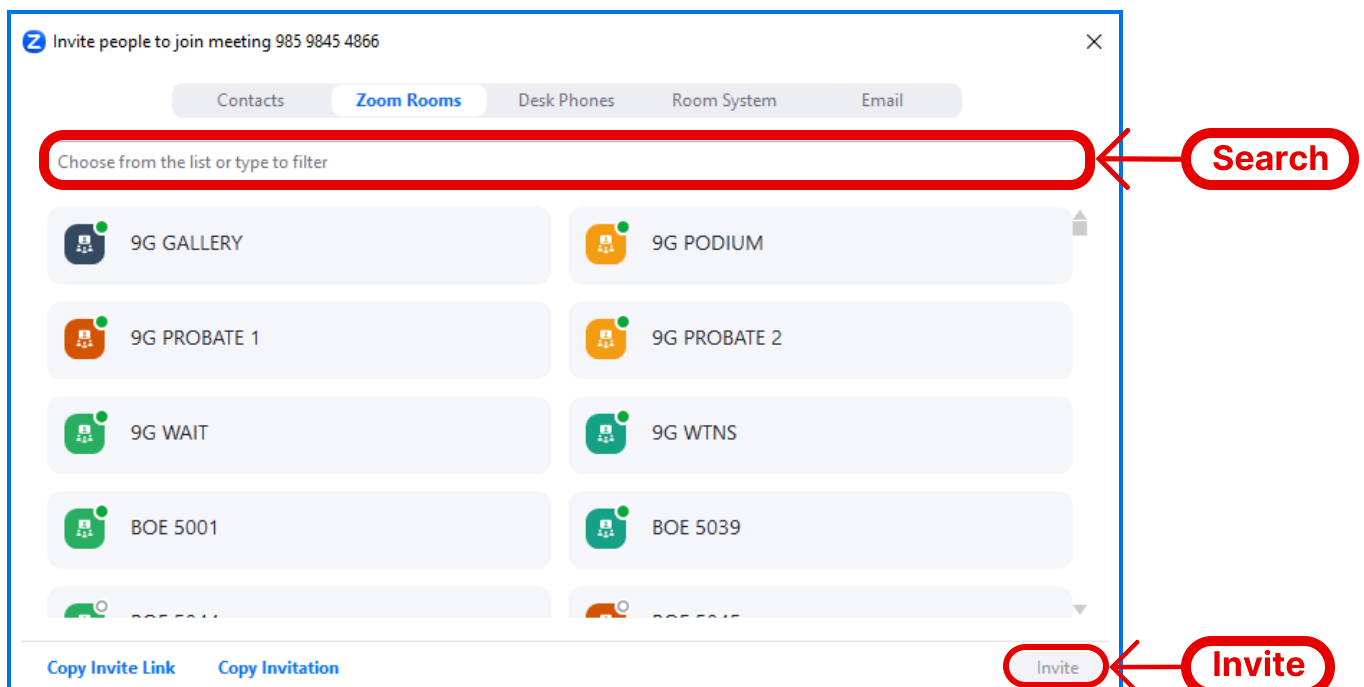 Invite people to join meeting 985 9845 4866
Contacts Zoom Rooms Desk Phones Room System Email
Choose from the list or type to filter
Search
9G GALLERY 9G PODIUM
9G PROBATE 1 9G PROBATE 2
9G WAIT 9G WTNS
BOE 5001 BOE 5039
Copy Invite Link Copy Invitation Invite
Invite